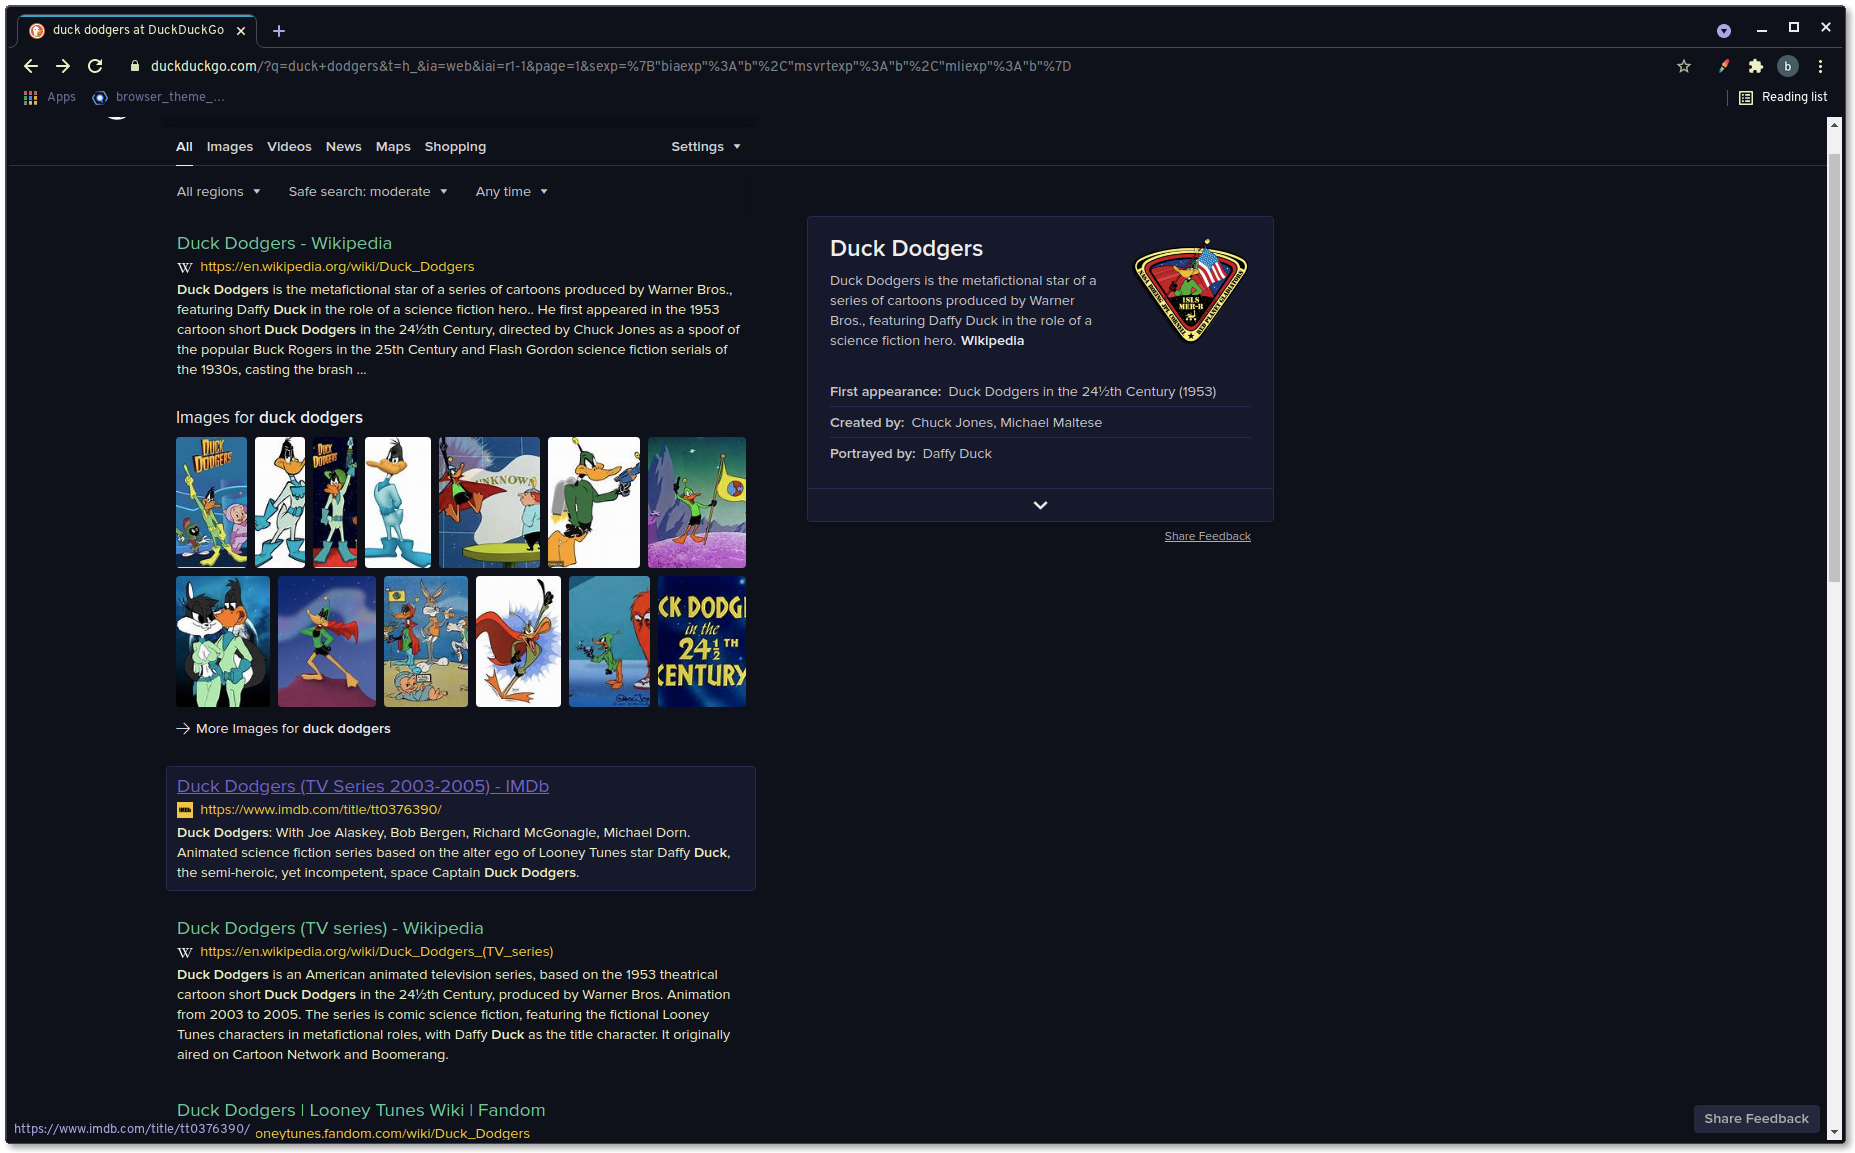 duck dodgers at DuckDuckGo
duckduckgo.com/?q=duck+dodgers&t=h_&ia=web&iai=r1-1&page=1&sexp=%7B"biaexp"%3A"b"%2C"msvrtexp"%3A"b"%2C"mliexp"%3A"b"%7D
b
Apps
browser_theme_...
Reading list
All Images Videos News Maps Shopping Settings
All regions Safe search: moderate Any time
Duck Dodgers - Wikipedia
W https://en.wikipedia.org/wiki/Duck_Dodgers
Duck Dodgers is the metafictional star of a series of cartoons produced by Warner Bros.,
featuring Daffy Duck in the role of a science fiction hero.. He first appeared in the 1953
cartoon short Duck Dodgers in the 24½th Century, directed by Chuck Jones as a spoof of
the popular Buck Rogers in the 25th Century and Flash Gordon science fiction serials of
the 1930s, casting the brash ...
Images for duck dodgers
DUCK
DODGERS
DUCK
DODGERS
UNKNOWN
CK DODG
in the
24½TH
CENTURY
More Images for duck dodgers
Duck Dodgers (TV Series 2003-2005) - IMDb
IMDb https://www.imdb.com/title/tt0376390/
Duck Dodgers: With Joe Alaskey, Bob Bergen, Richard McGonagle, Michael Dorn.
Animated science fiction series based on the alter ego of Looney Tunes star Daffy Duck,
the semi-heroic, yet incompetent, space Captain Duck Dodgers.
Duck Dodgers (TV series) - Wikipedia
W https://en.wikipedia.org/wiki/Duck_Dodgers_(TV_series)
Duck Dodgers is an American animated television series, based on the 1953 theatrical
cartoon short Duck Dodgers in the 24½th Century, produced by Warner Bros. Animation
from 2003 to 2005. The series is comic science fiction, featuring the fictional Looney
Tunes characters in metafictional roles, with Daffy Duck as the title character. It originally
aired on Cartoon Network and Boomerang.
Duck Dodgers | Looney Tunes Wiki | Fandom
oneytunes.fandom.com/wiki/Duck_Dodgers
https://www.imdb.com/title/tt0376390/
Duck Dodgers
Duck Dodgers is the metafictional star of a
series of cartoons produced by Warner
Bros., featuring Daffy Duck in the role of a
science fiction hero. Wikipedia
ISLS
MER-B
First appearance: Duck Dodgers in the 24½th Century (1953)
Created by: Chuck Jones, Michael Maltese
Portrayed by: Daffy Duck
Share Feedback
Share Feedback